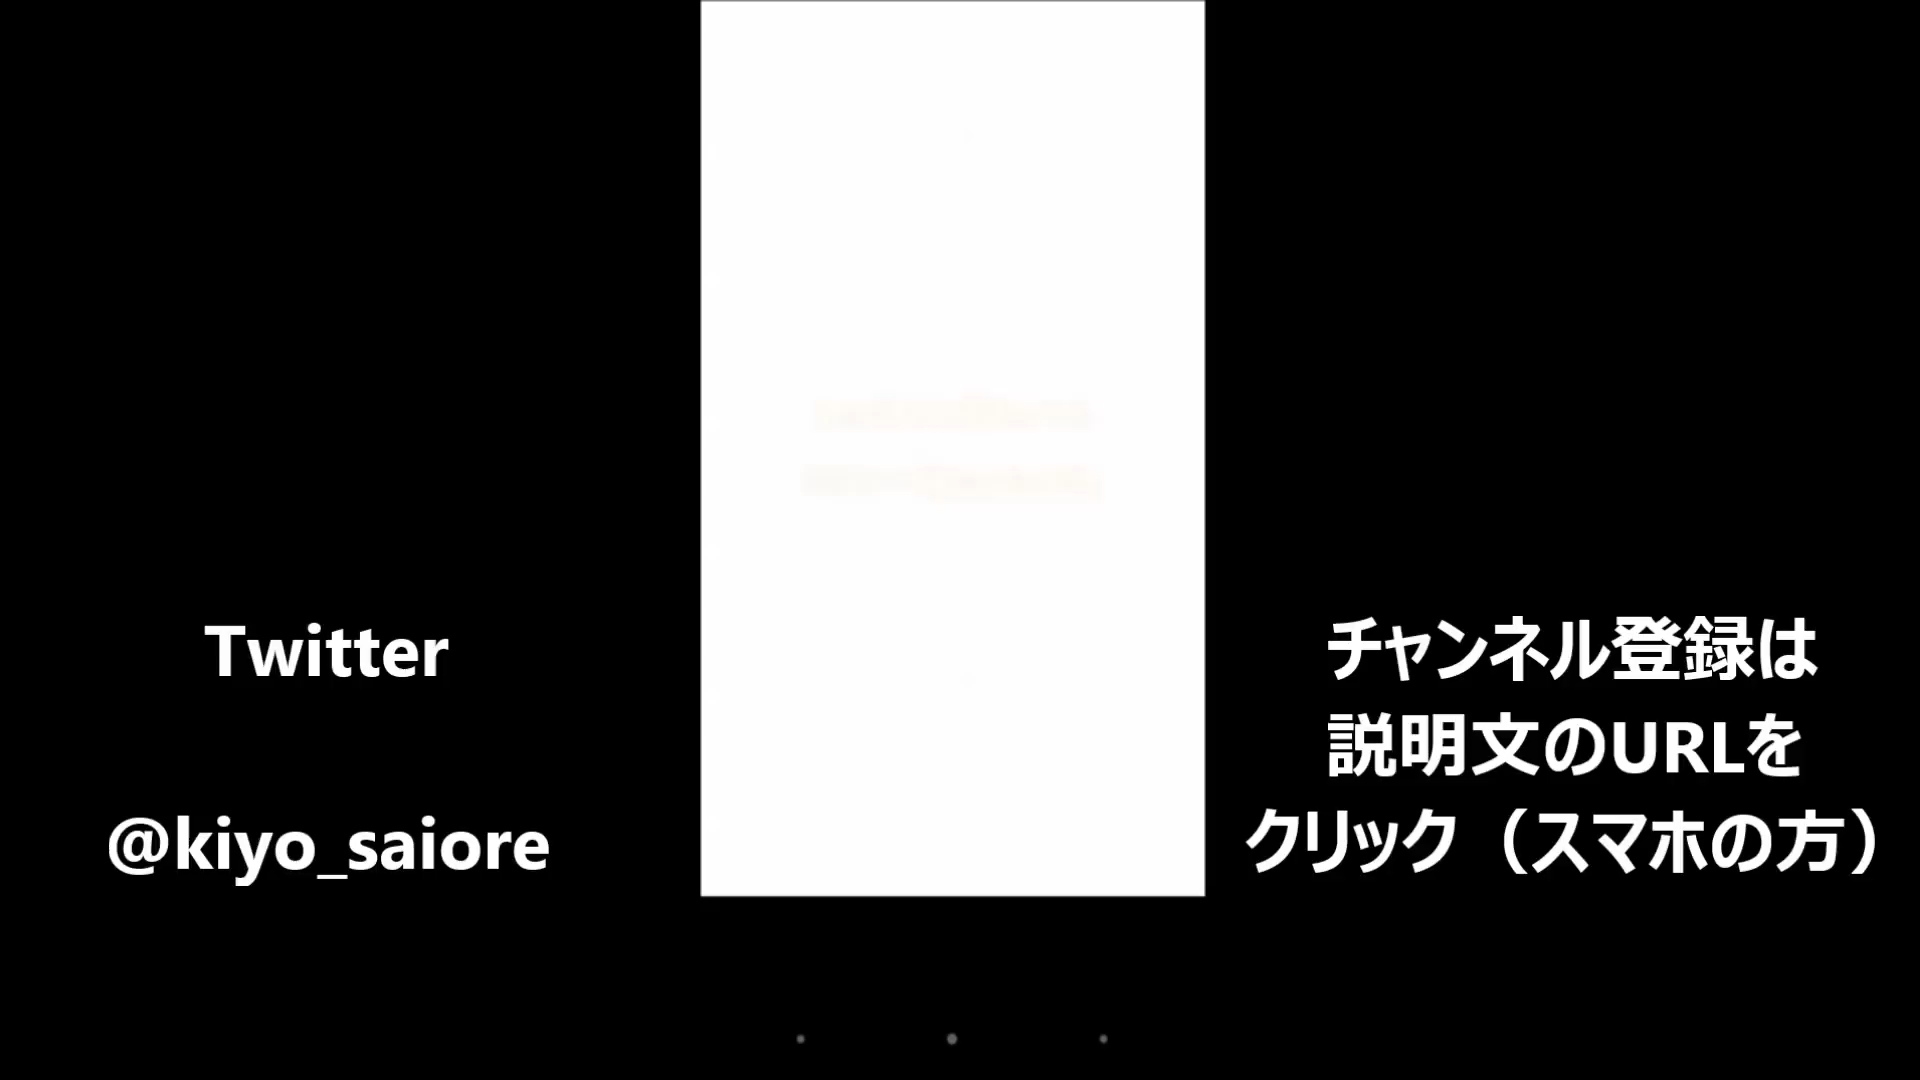 Twitter
@kiyo_saiore
チャンネル登録は
説明文のURLを
クリック（スマホの方）